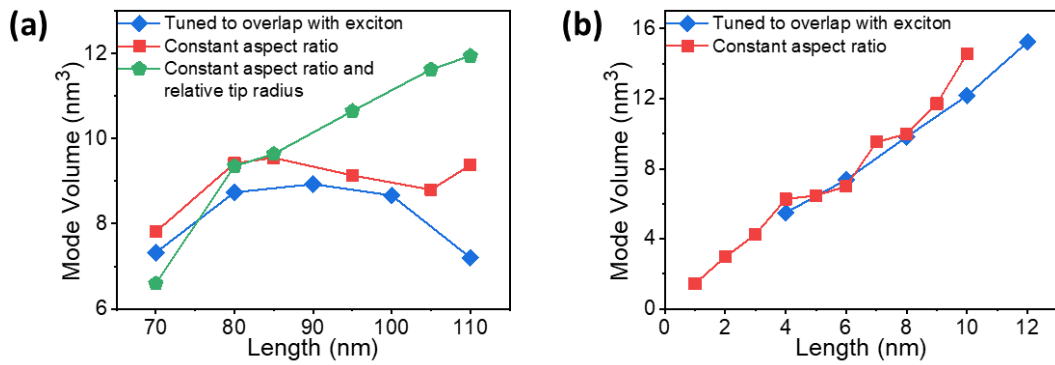 (a)
Tuned to overlap with exciton
Constant aspect ratio
Constant aspect ratio and
relative tip radius
Mode Volume (nm³)
12
10
8
6
70 80 90 100 110
Length (nm)
(b)
Tuned to overlap with exciton
Constant aspect ratio
Mode Volume (nm³)
16
12
8
4
0
0 2 4 6 8 10 12
Length (nm)